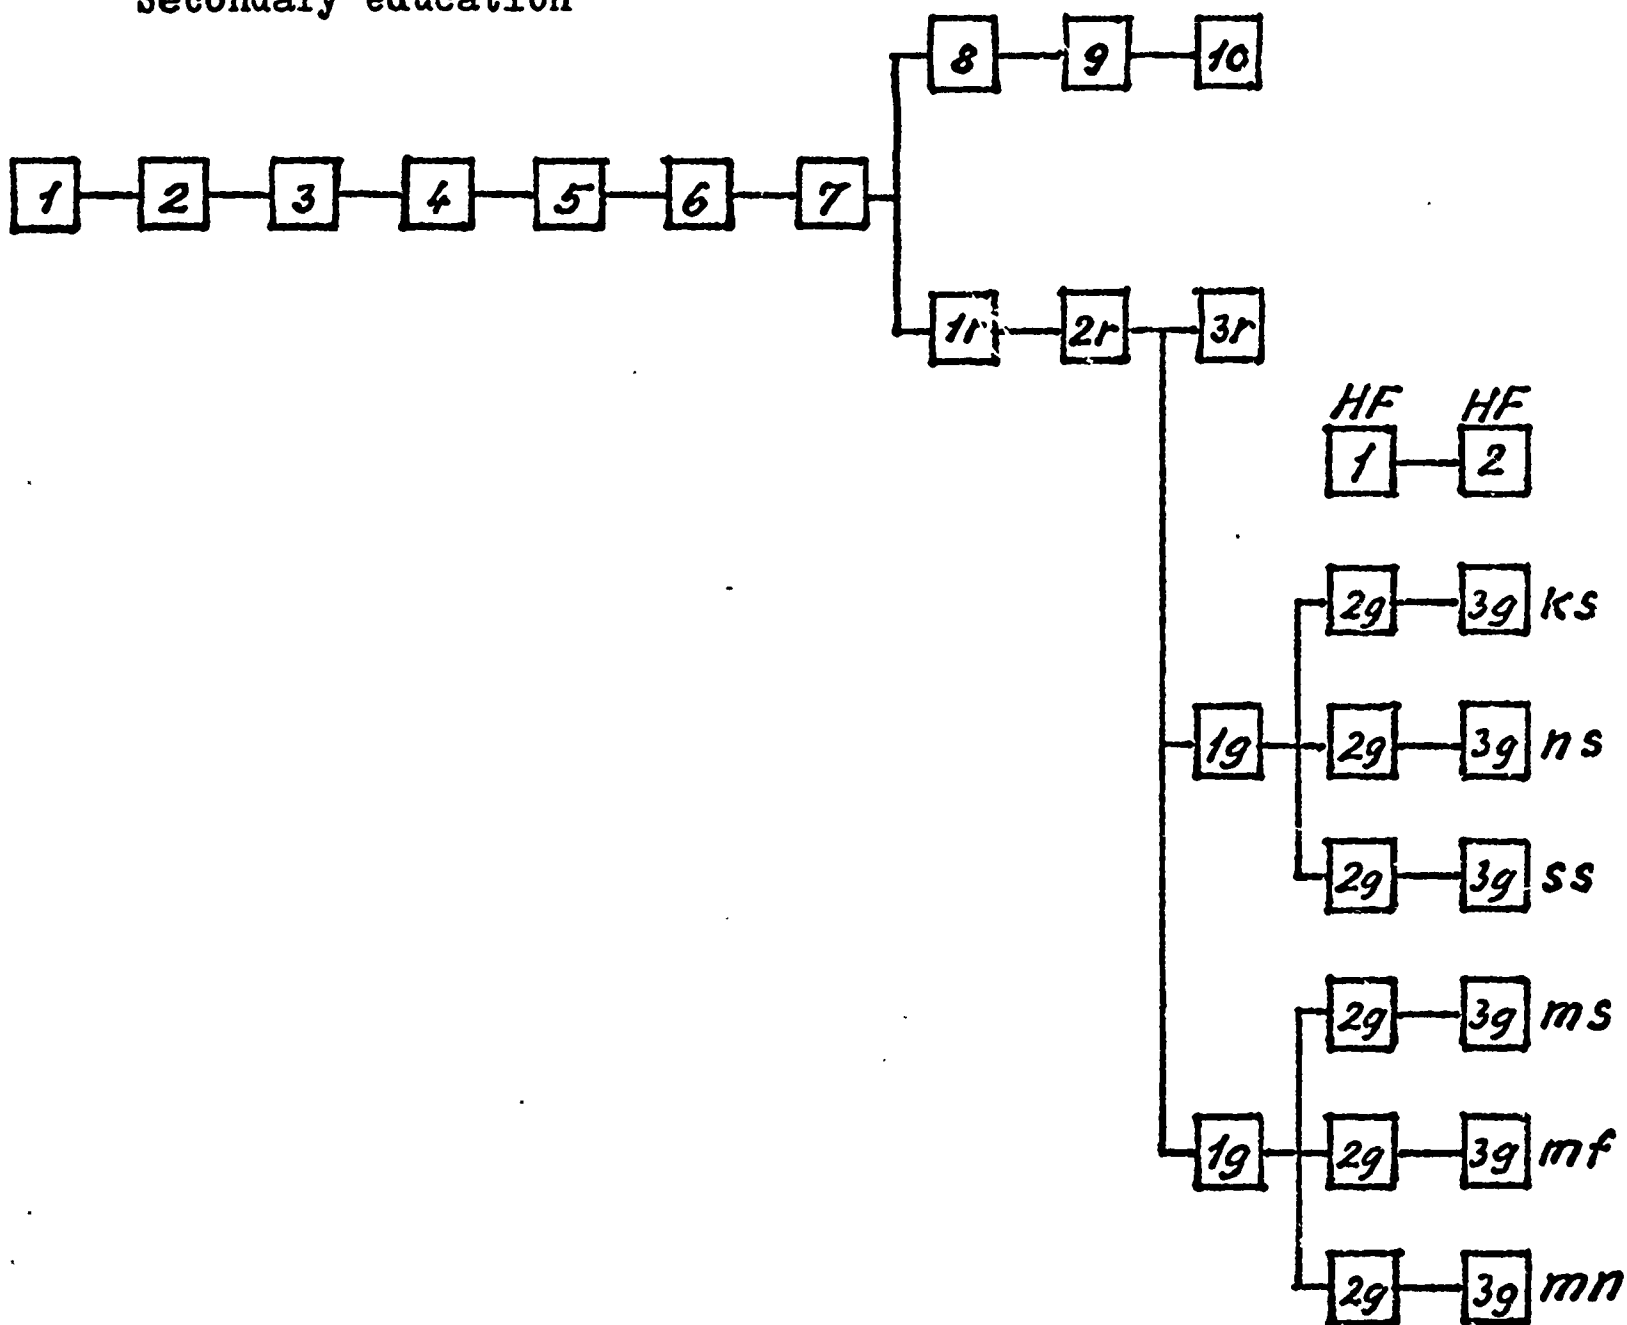 Secondary education
8 9 10
1 2 3 4 5 6 7
1r 2r 3r
HF HF
1 2
2g 3g ks
1g 2g 3g ns
2g 3g ss
2g 3g ms
1g 2g 3g mf
2g 3g mn